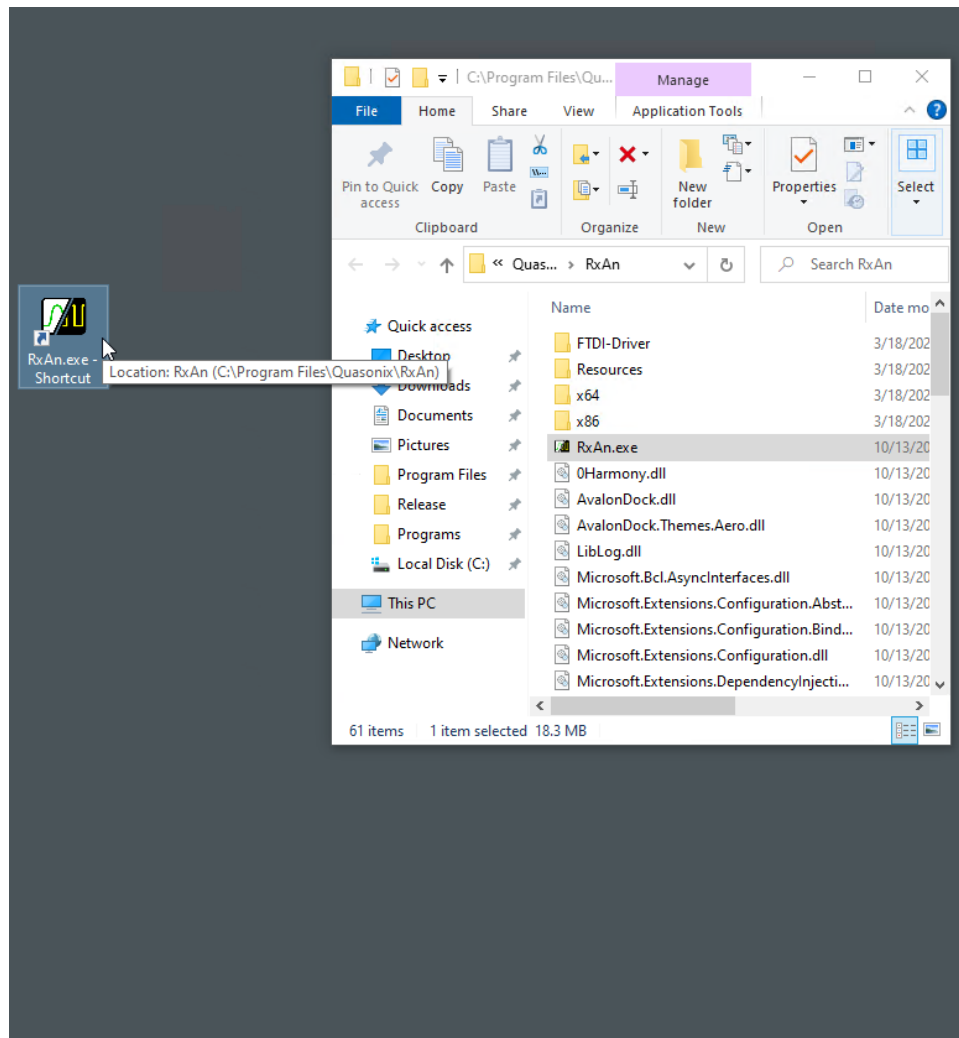 C:\Program Files\Qu...
Manage
File
Home
Share
View
Application Tools
Pin to Quick access
Copy
Paste
New folder
Properties
Select
Clipboard
Organize
New
Open
« Quas... › RxAn
Search RxAn
Name
Date mo
Quick access
Desktop
Downloads
Documents
Pictures
Program Files
Release
Programs
Local Disk (C:)
This PC
Network
FTDI-Driver 3/18/202
Resources 3/18/202
x64 3/18/202
x86 3/18/202
RxAn.exe 10/13/20
0Harmony.dll 10/13/20
AvalonDock.dll 10/13/20
AvalonDock.Themes.Aero.dll 10/13/20
LibLog.dll 10/13/20
Microsoft.Bcl.AsyncInterfaces.dll 10/13/20
Microsoft.Extensions.Configuration.Abst... 10/13/20
Microsoft.Extensions.Configuration.Bind... 10/13/20
Microsoft.Extensions.Configuration.dll 10/13/20
Microsoft.Extensions.DependencyInjecti... 10/13/20
61 items
1 item selected 18.3 MB
RxAn.exe -
Shortcut
Location: RxAn (C:\Program Files\Quasonix\RxAn)